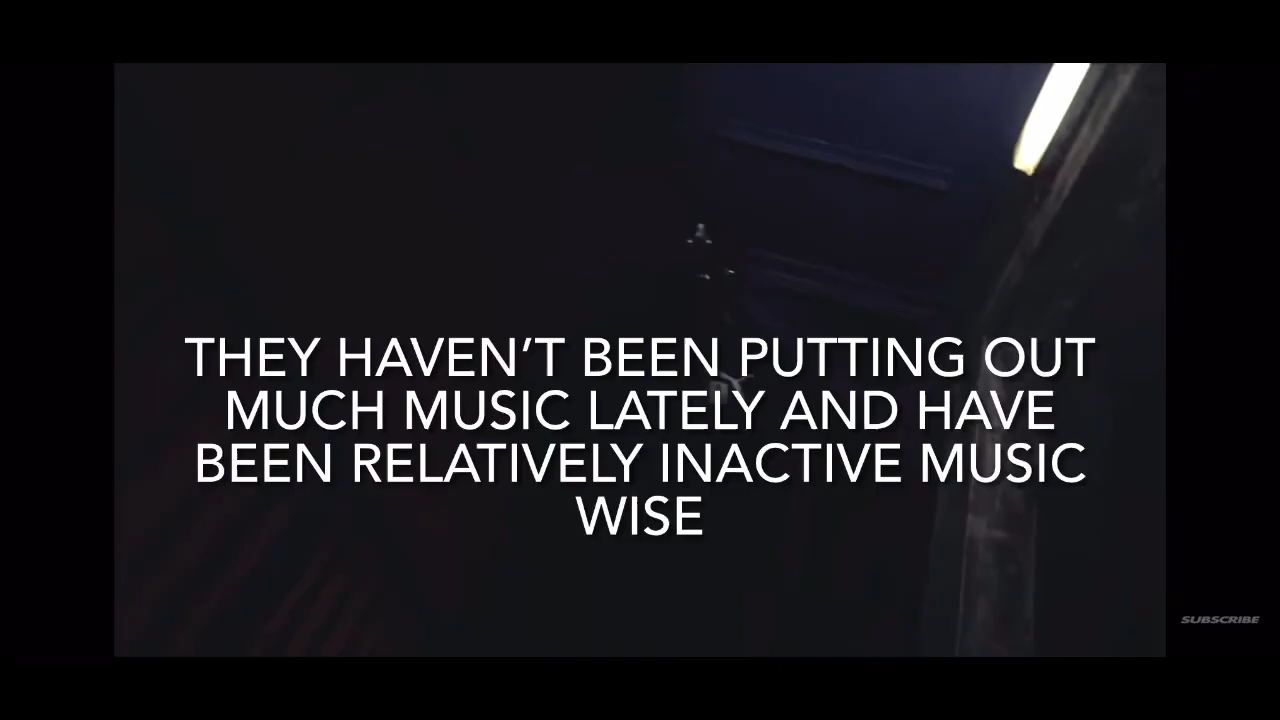 THEY HAVEN’T BEEN PUTTING OUT
MUCH MUSIC LATELY AND HAVE
BEEN RELATIVELY INACTIVE MUSIC
WISE
SUBSCRIBE